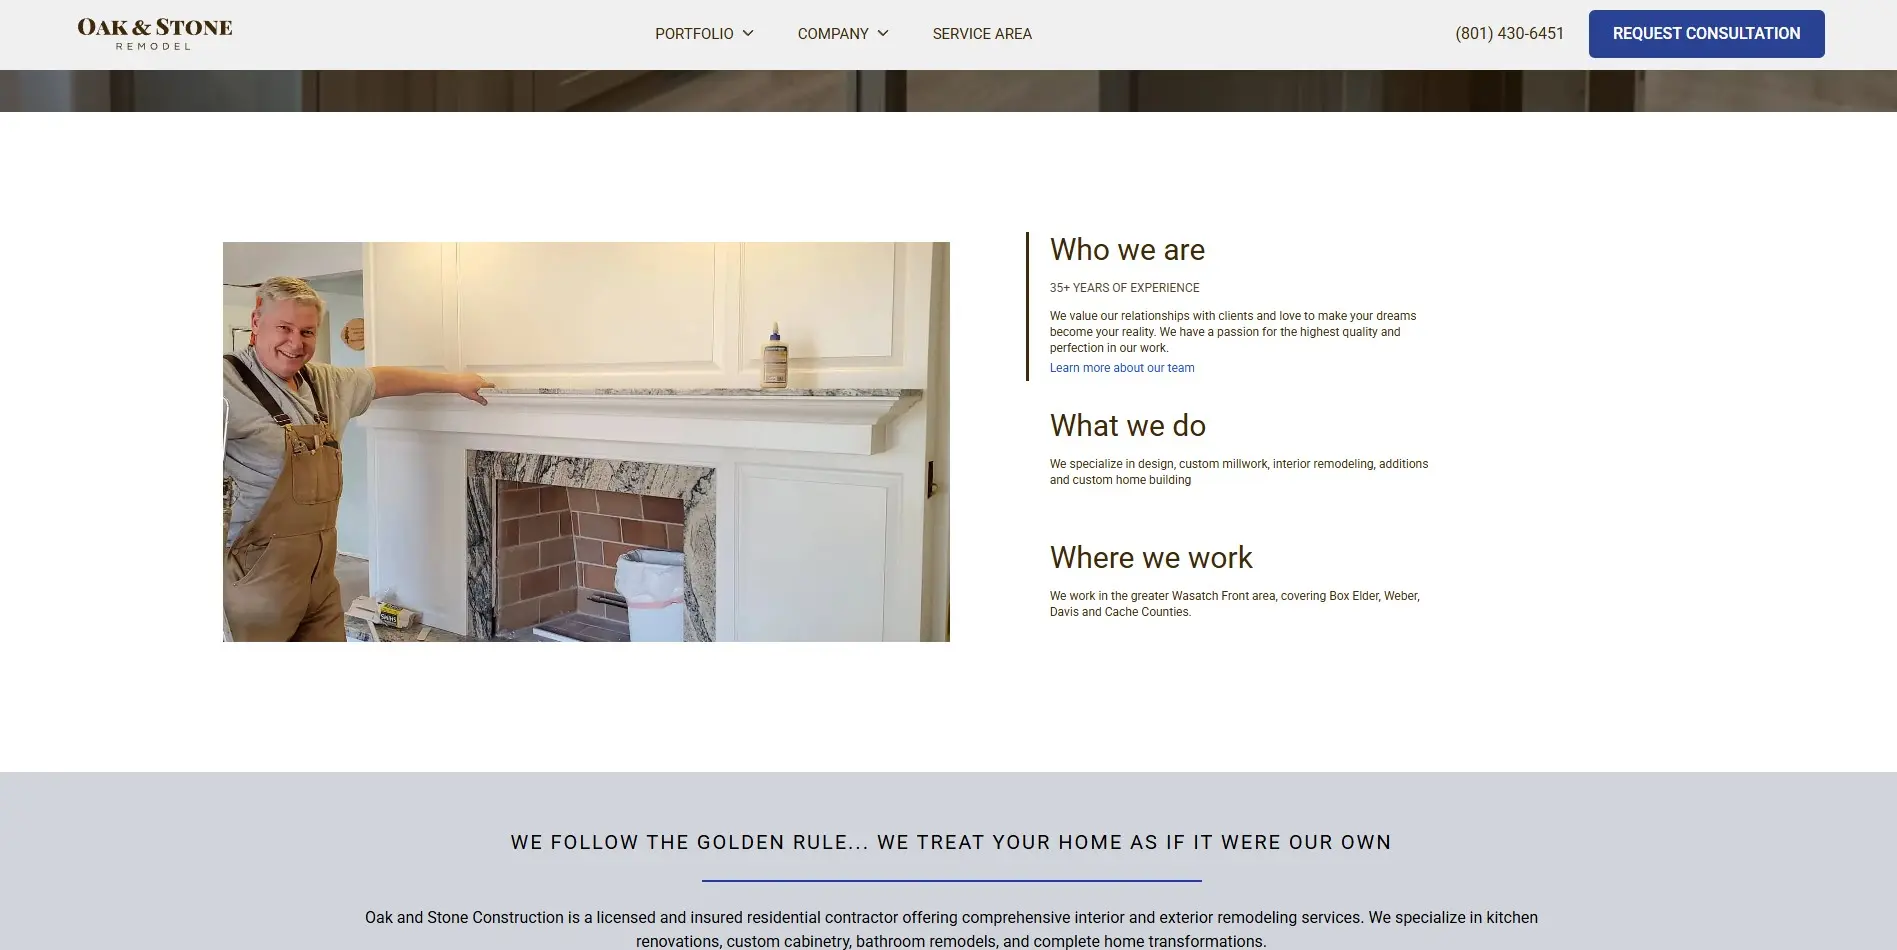 OAK & STONE
REMODEL
PORTFOLIO
COMPANY
SERVICE AREA
(801) 430-6451
REQUEST CONSULTATION
Who we are
35+ YEARS OF EXPERIENCE
We value our relationships with clients and love to make your dreams
become your reality. We have a passion for the highest quality and
perfection in our work.
Learn more about our team
What we do
We specialize in design, custom millwork, interior remodeling, additions
and custom home building
Where we work
We work in the greater Wasatch Front area, covering Box Elder, Weber,
Davis and Cache Counties.
WE FOLLOW THE GOLDEN RULE... WE TREAT YOUR HOME AS IF IT WERE OUR OWN
Oak and Stone Construction is a licensed and insured residential contractor offering comprehensive interior and exterior remodeling services. We specialize in kitchen
renovations, custom cabinetry, bathroom remodels, and complete home transformations.